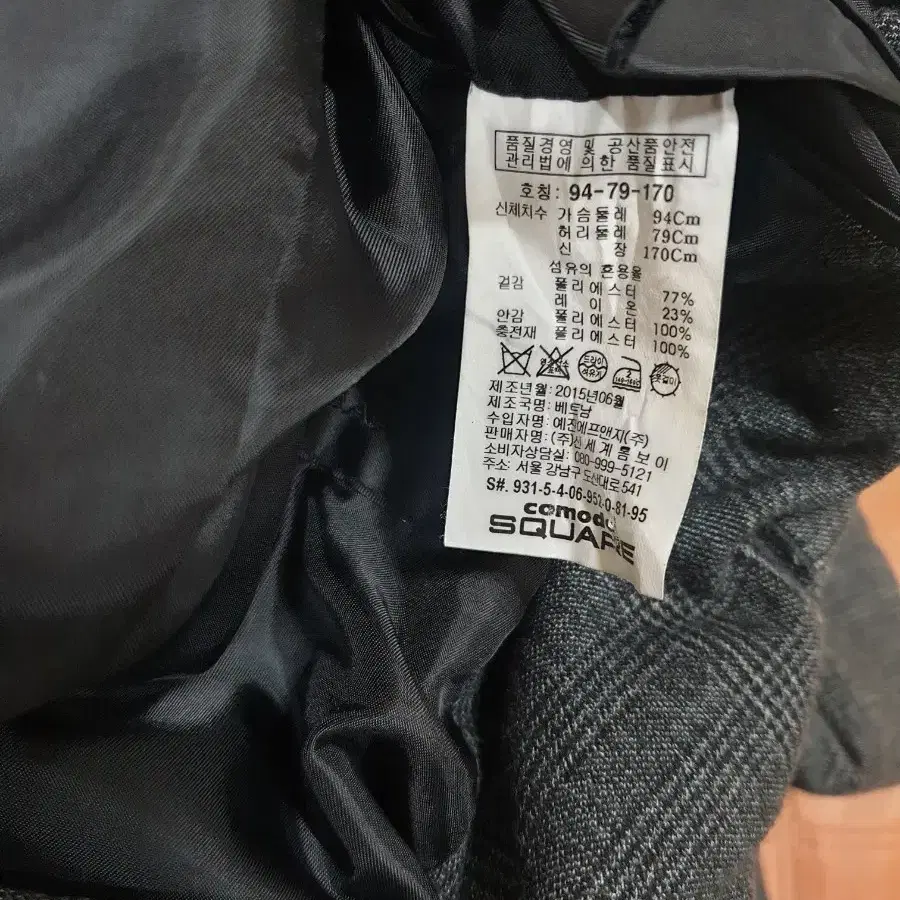 품질경영 및 공산품안전
관리법에 의한 품질표시
호칭: 94-79-170
신체치수 가슴둘레 94Cm
허리둘레 79Cm
신 장 170Cm
섬유의 혼용율
겉감 폴리에스터 77%
레이온 23%
안감 폴리에스터 100%
충전재 폴리에스터 100%
드라이
석유계
제조년월: 2015년06월
제조국명: 베트남
수입자명: 예진에프앤지(주)
판매자명: (주)신세계톰보이
소비자상담실: 080-999-5121
주소: 서울 강남구 도산대로 541
S#. 931-5-4-06-952-0-81-95
comodo
SQUARE